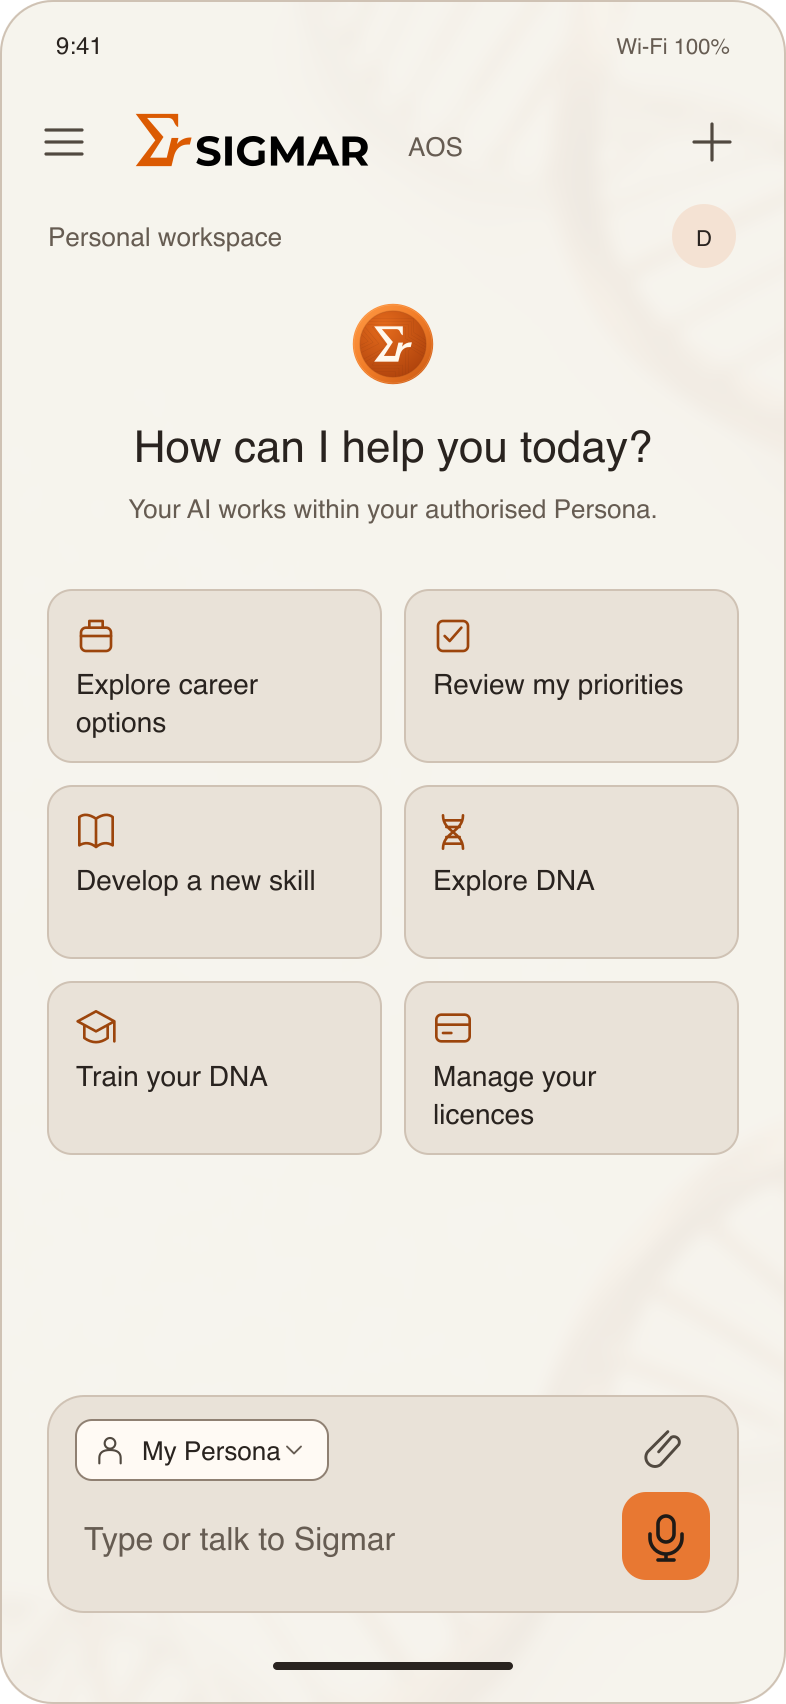 9:41
Wi-Fi 100%
Σr SIGMAR AOS
Personal workspace
D
Σr
How can I help you today?
Your AI works within your authorised Persona.
Explore career
options
Review my priorities
Develop a new skill
Explore DNA
Train your DNA
Manage your
licences
My Persona
Type or talk to Sigmar